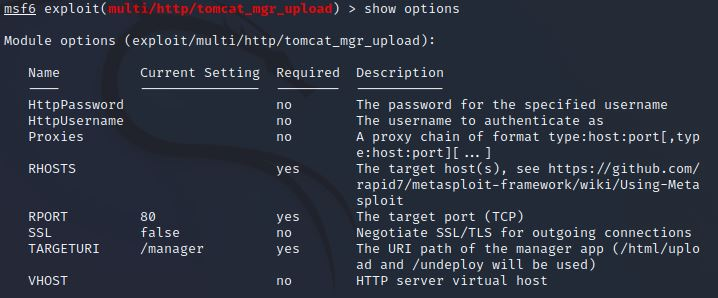 msf6 exploit(multi/http/tomcat_mgr_upload) > show options
Module options (exploit/multi/http/tomcat_mgr_upload):
Name Current Setting Required Description
HttpPassword no The password for the specified username
HttpUsername no The username to authenticate as
Proxies no A proxy chain of format type:host:port[,typ
e:host:port][...]
RHOSTS yes The target host(s), see https://github.com/
rapid7/metasploit-framework/wiki/Using-Meta
sploit
RPORT 80 yes The target port (TCP)
SSL false no Negotiate SSL/TLS for outgoing connections
TARGETURI /manager yes The URI path of the manager app (/html/uplo
ad and /undeploy will be used)
VHOST no HTTP server virtual host